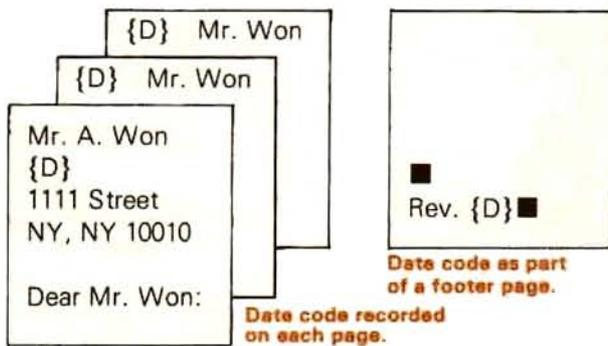 {D} Mr. Won
{D} Mr. Won
Mr. A. Won
{D}
1111 Street
NY, NY 10010
Dear Mr. Won:
Date code recorded
on each page.
Rev. {D}
Date code as part
of a footer page.